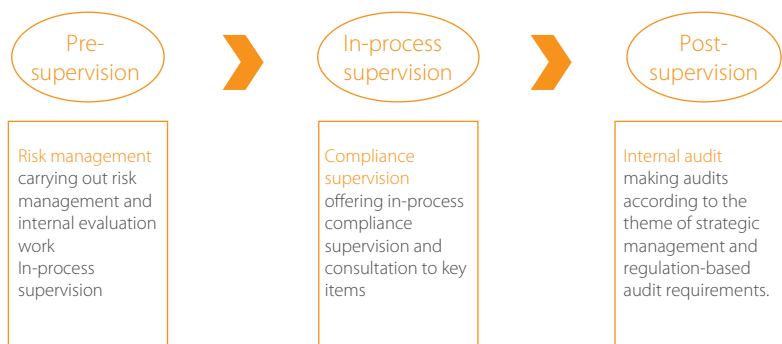 Pre-
supervision
In-process
supervision
Post-
supervision
Risk management
carrying out risk
management and
internal evaluation
work
In-process
supervision
Compliance
supervision
offering in-process
compliance
supervision and
consultation to key
items
Internal audit
making audits
according to the
theme of strategic
management and
regulation-based
audit requirements.